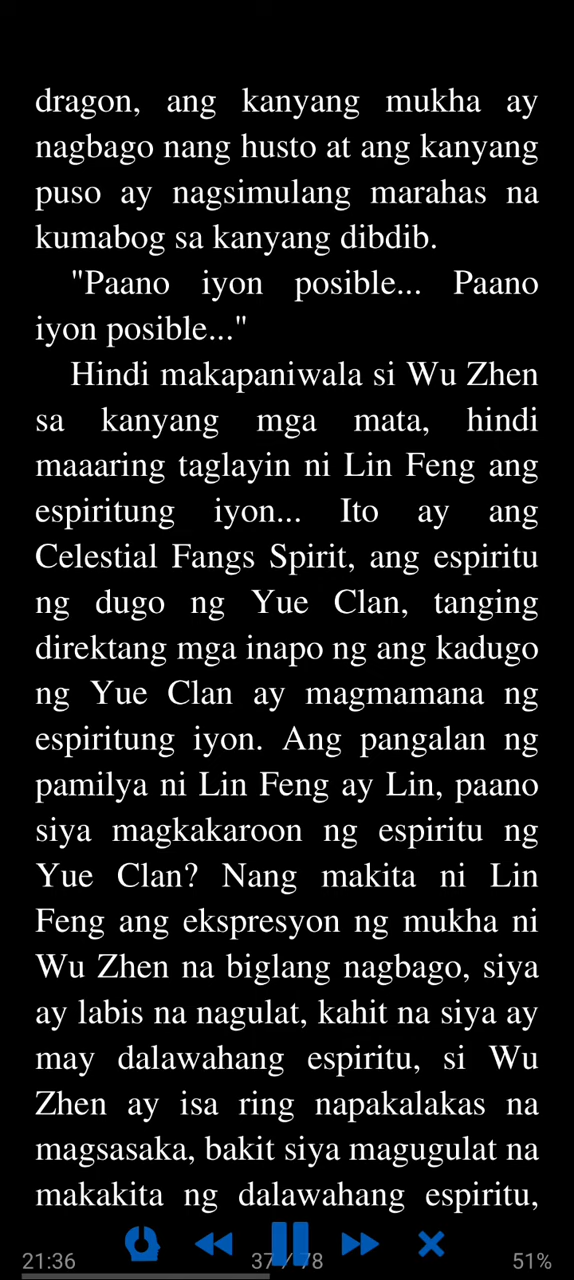 dragon, ang kanyang mukha ay
nagbago nang husto at ang kanyang
puso ay nagsimulang marahas na
kumabog sa kanyang dibdib.
"Paano iyon posible... Paano
iyon posible..."
Hindi makapaniwala si Wu Zhen
sa kanyang mga mata, hindi
maaaring taglayin ni Lin Feng ang
espiritung iyon... Ito ay ang
Celestial Fangs Spirit, ang espiritu
ng dugo ng Yue Clan, tanging
direktang mga inapo ng ang kadugo
ng Yue Clan ay magmamana ng
espiritung iyon. Ang pangalan ng
pamilya ni Lin Feng ay Lin, paano
siya magkakaroon ng espiritu ng
Yue Clan? Nang makita ni Lin
Feng ang ekspresyon ng mukha ni
Wu Zhen na biglang nagbago, siya
ay labis na nagulat, kahit na siya ay
may dalawahang espiritu, si Wu
Zhen ay isa ring napakalakas na
magsasaka, bakit siya magugulat na
makakita ng dalawahang espiritu,
21:36 37 / 78 51%